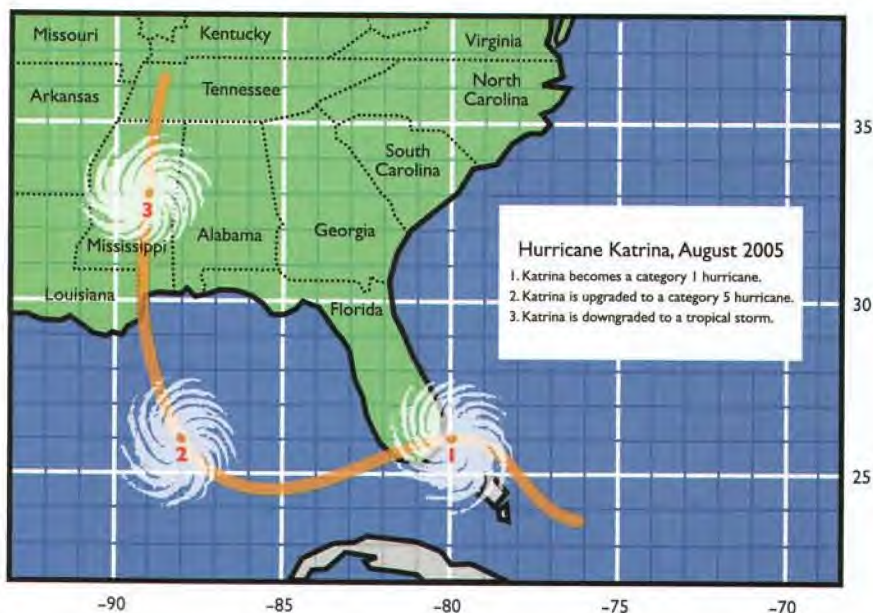 Missouri
Kentucky
Virginia
Arkansas
Tennessee
North
Carolina
35
South
Carolina
3
Mississippi
Alabama
Georgia
Hurricane Katrina, August 2005
1. Katrina becomes a category 1 hurricane.
2. Katrina is upgraded to a category 5 hurricane.
3. Katrina is downgraded to a tropical storm.
Louisiana
Florida
30
2
1
25
-90
-85
-80
-75
-70